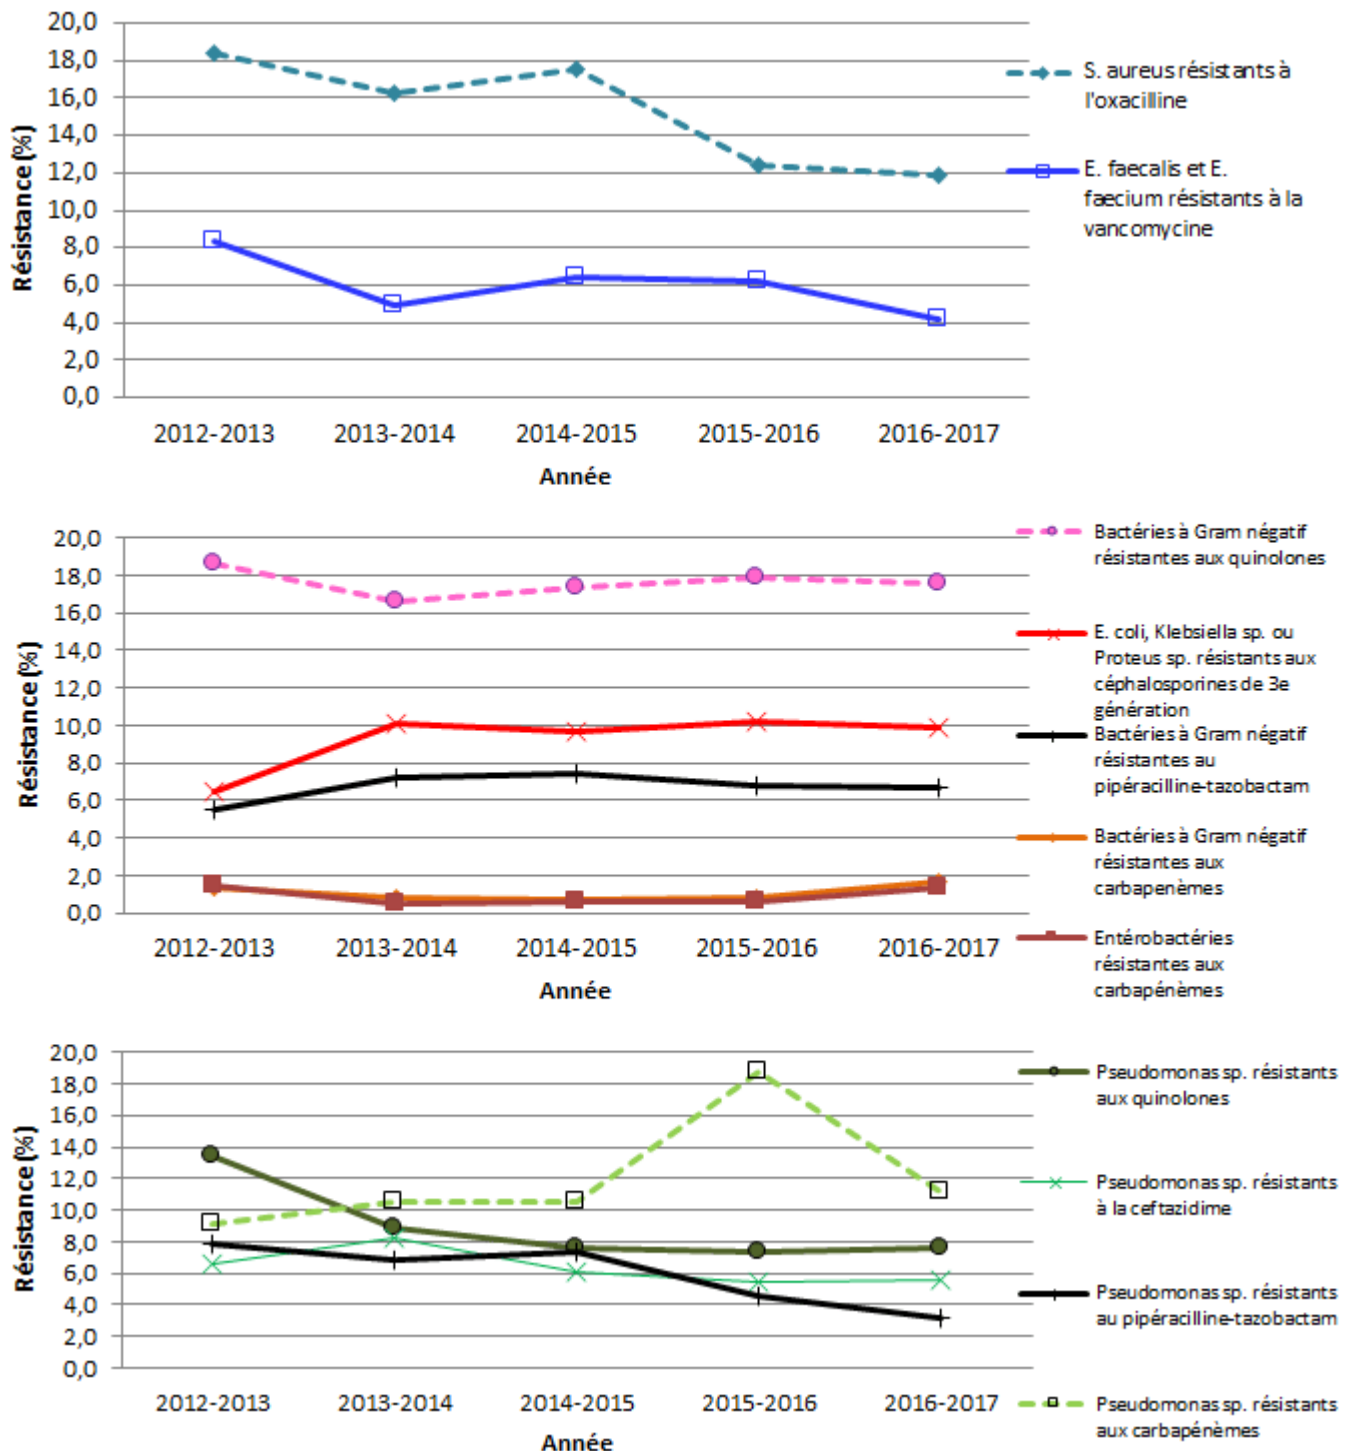 20,0
18,0
16,0
14,0
12,0
10,0
8,0
6,0
4,0
2,0
0,0
Résistance (%)
2012-2013 2013-2014 2014-2015 2015-2016 2016-2017
Année
S. aureus résistants à
l'oxacilline
E. faecalis et E.
faecium résistants à la
vancomycine
20,0
18,0
16,0
14,0
12,0
10,0
8,0
6,0
4,0
2,0
0,0
Résistance (%)
2012-2013 2013-2014 2014-2015 2015-2016 2016-2017
Année
Bactéries à Gram négatif
résistantes aux quinolones
E. coli, Klebsiella sp. ou
Proteus sp. résistants aux
céphalosporines de 3e
génération
Bactéries à Gram négatif
résistantes au
pipéracilline-tazobactam
Bactéries à Gram négatif
résistantes aux
carbapenèmes
Entérobactéries
résistantes aux
carbapénèmes
20,0
18,0
16,0
14,0
12,0
10,0
8,0
6,0
4,0
2,0
0,0
Résistance (%)
2012-2013 2013-2014 2014-2015 2015-2016 2016-2017
Année
Pseudomonas sp. résistants
aux quinolones
Pseudomonas sp. résistants
à la ceftazidime
Pseudomonas sp. résistants
au pipéracilline-tazobactam
Pseudomonas sp. résistants
aux carbapénèmes